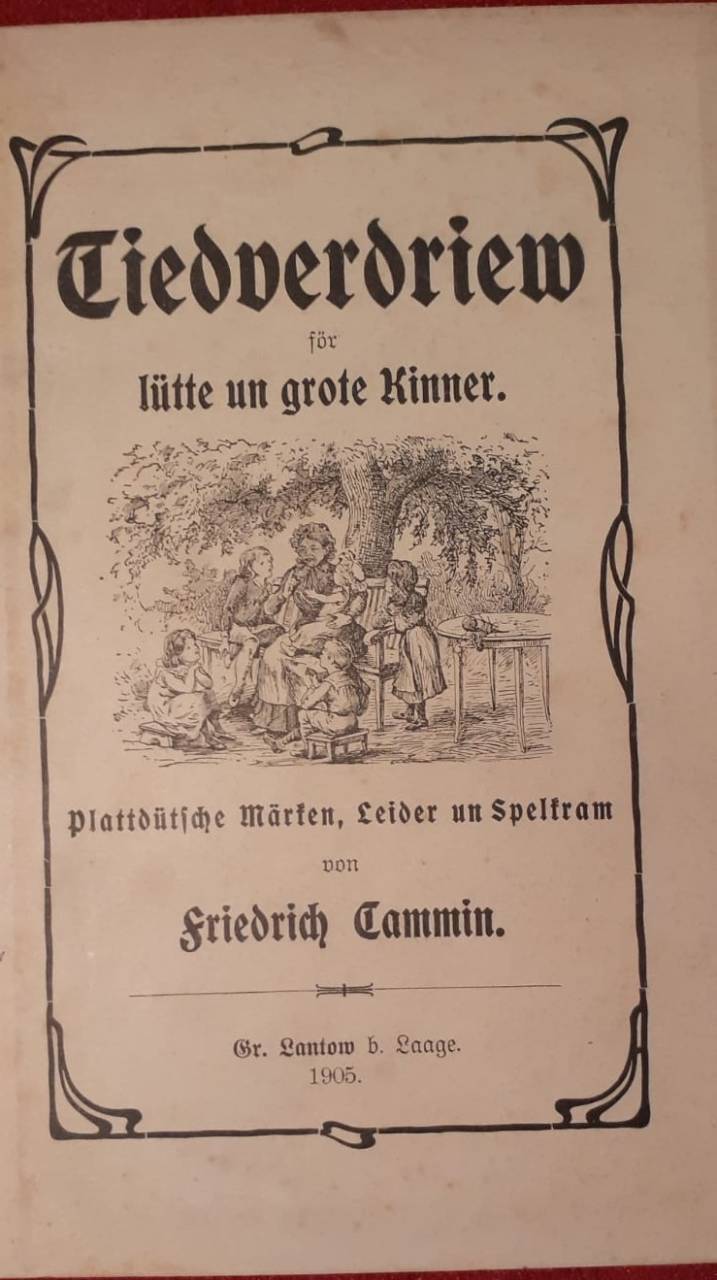 Tiedverdriew
för
lütte un grote Kinner.
Plattdütsche Märken, Leider un Spelkram
von
Friedrich Cammin.
Gr. Lantow b. Laage.
1905.